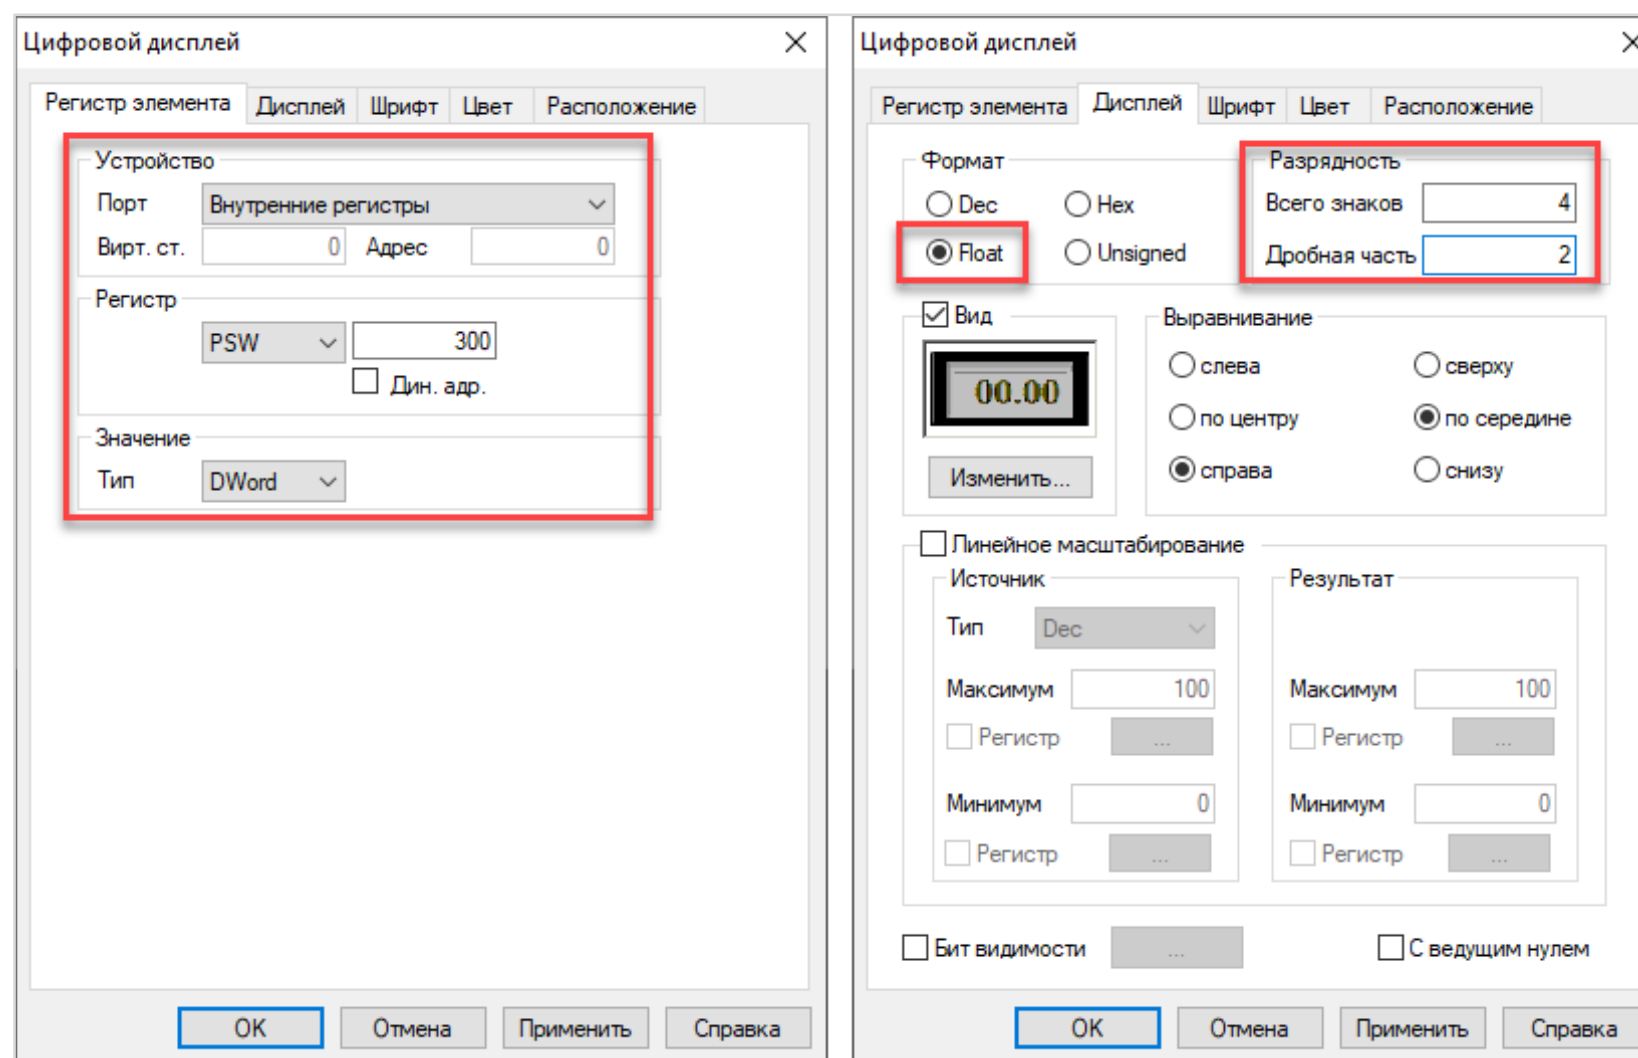 Цифровой дисплей
Регистр элемента Дисплей Шрифт Цвет Расположение
Устройство
Порт Внутренние регистры
Вирт. ст. 0 Адрес 0
Регистр
PSW 300
Дин. адр.
Значение
Тип DWord
OK Отмена Применить Справка
Цифровой дисплей
Регистр элемента Дисплей Шрифт Цвет Расположение
Формат Разрядность
Dec Hex Всего знаков 4
Float Unsigned Дробная часть 2
Вид Выравнивание
00.00
слева сверху
по центру по середине
Изменить... справа снизу
Линейное масштабирование
Источник Результат
Тип Dec
Максимум 100 Максимум 100
Регистр ... Регистр ...
Минимум 0 Минимум 0
Регистр ... Регистр ...
Бит видимости ... С ведущим нулем
OK Отмена Применить Справка